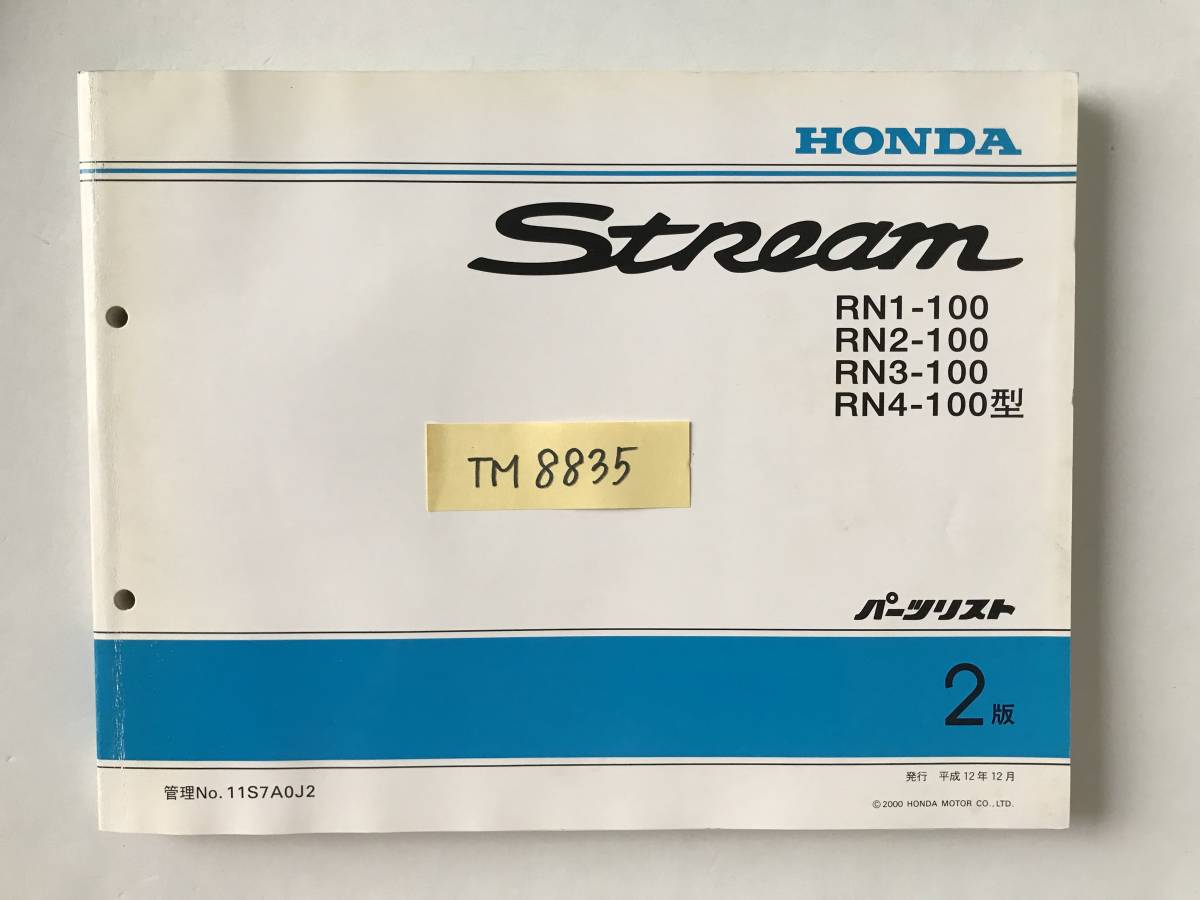 HONDA
Stream
RN1-100
RN2-100
RN3-100
RN4-100型
TM 8835
パーツリスト
2版
発行 平成12年12月
管理No. 11S7A0J2
©2000 HONDA MOTOR CO., LTD.